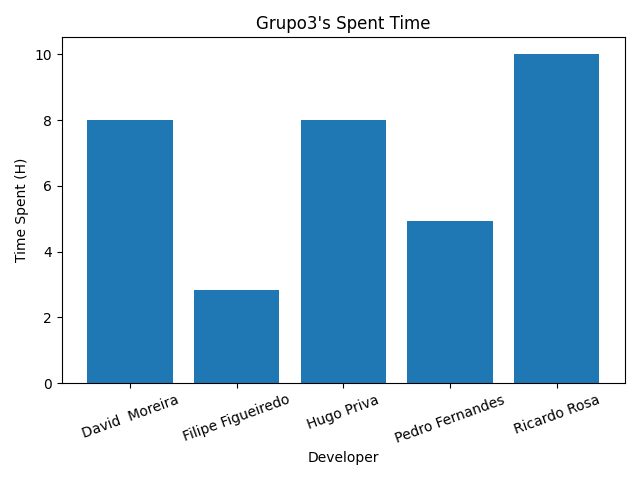 Grupo3's Spent Time
Time Spent (H)
10
8
6
4
2
0
David  Moreira
Filipe Figueiredo
Hugo Priva
Pedro Fernandes
Ricardo Rosa
Developer